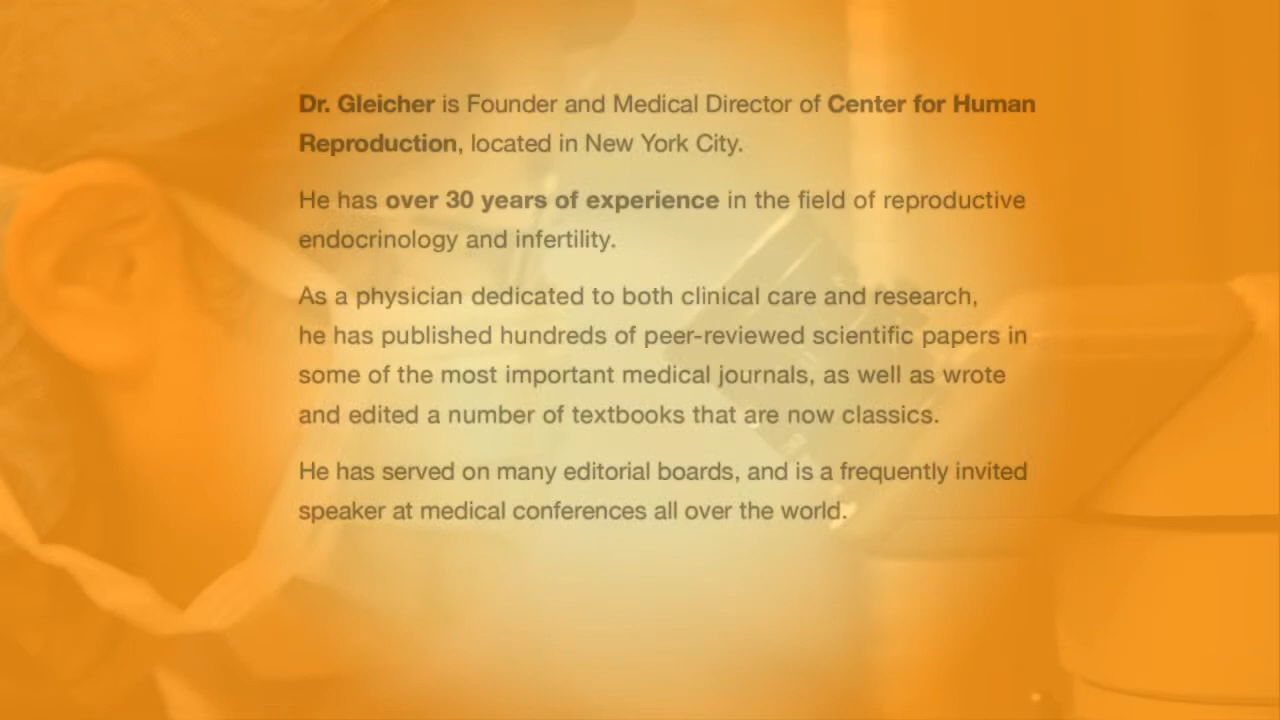 Dr. Gleicher is Founder and Medical Director of Center for Human
Reproduction, located in New York City.
He has over 30 years of experience in the field of reproductive
endocrinology and infertility.
As a physician dedicated to both clinical care and research,
he has published hundreds of peer-reviewed scientific papers in
some of the most important medical journals, as well as wrote
and edited a number of textbooks that are now classics.
He has served on many editorial boards, and is a frequently invited
speaker at medical conferences all over the world.